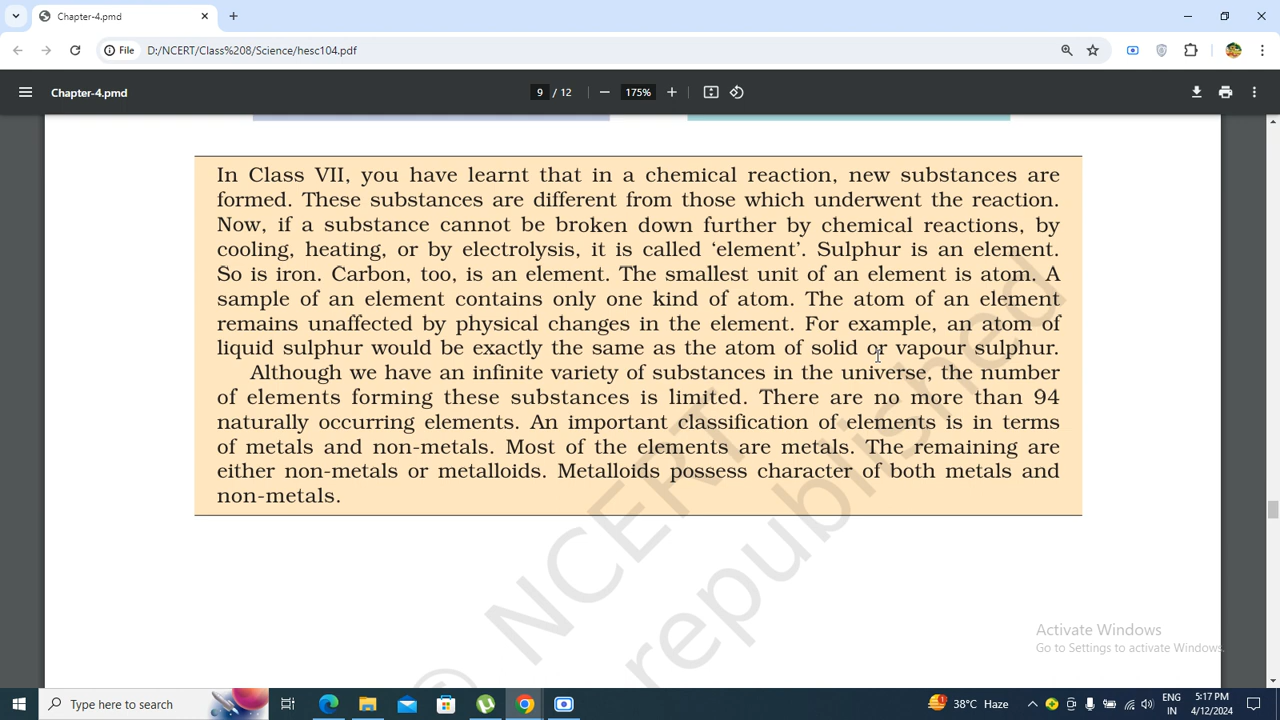 Chapter-4.pmd
File
D:/NCERT/Class%208/Science/hesc104.pdf
Chapter-4.pmd
9 / 12
175%
In Class VII, you have learnt that in a chemical reaction, new substances are
formed. These substances are different from those which underwent the reaction.
Now, if a substance cannot be broken down further by chemical reactions, by
cooling, heating, or by electrolysis, it is called ‘element’. Sulphur is an element.
So is iron. Carbon, too, is an element. The smallest unit of an element is atom. A
sample of an element contains only one kind of atom. The atom of an element
remains unaffected by physical changes in the element. For example, an atom of
liquid sulphur would be exactly the same as the atom of solid or vapour sulphur.
Although we have an infinite variety of substances in the universe, the number
of elements forming these substances is limited. There are no more than 94
naturally occurring elements. An important classification of elements is in terms
of metals and non-metals. Most of the elements are metals. The remaining are
either non-metals or metalloids. Metalloids possess character of both metals and
non-metals.
© NCERT
republished
Activate Windows
Go to Settings to activate Windows.
Type here to search
38°C Haze
ENG
IN
5:17 PM
4/12/2024